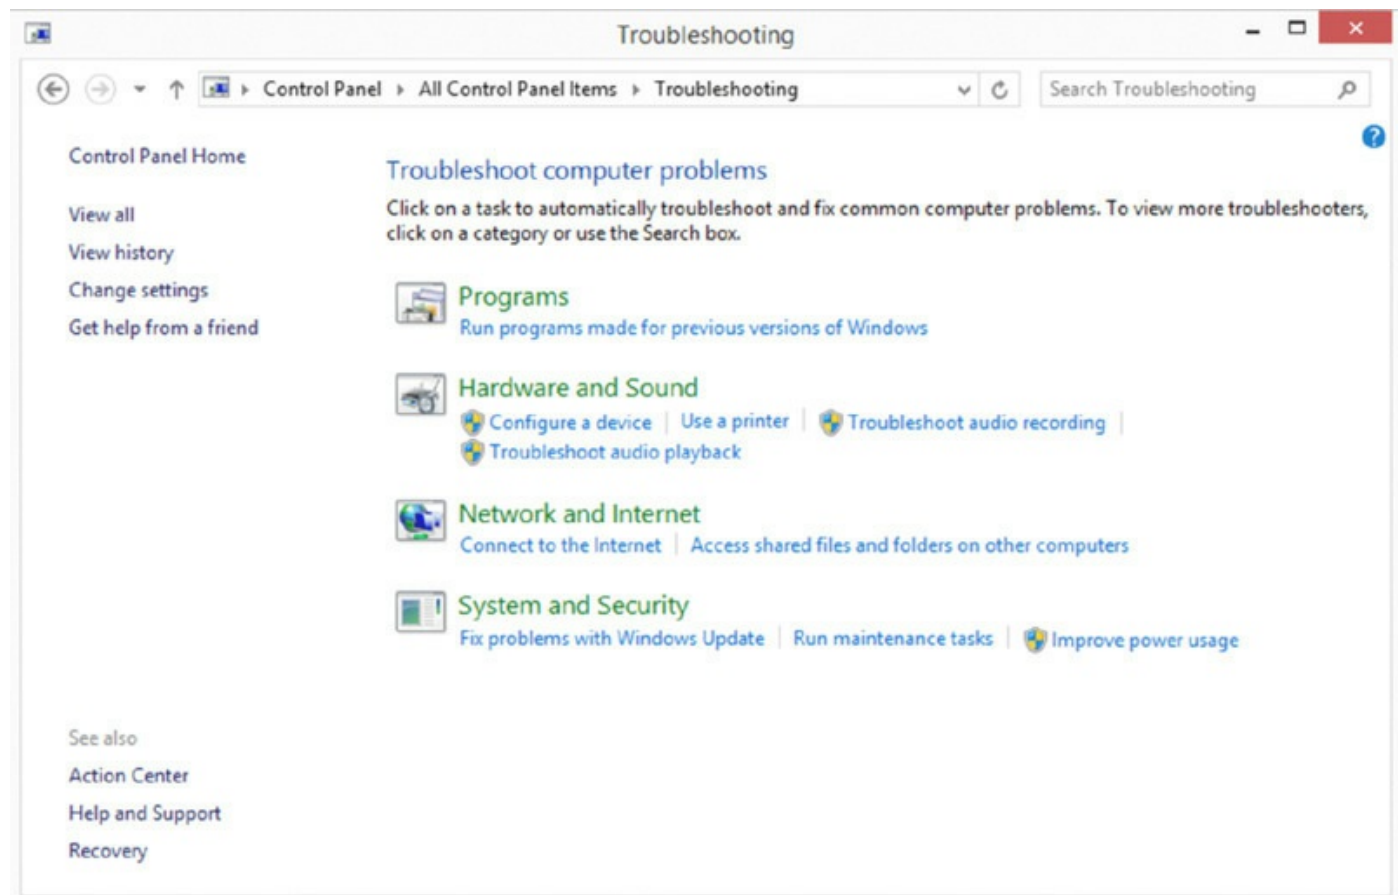 Troubleshooting
Control Panel All Control Panel Items Troubleshooting
Search Troubleshooting
Control Panel Home
View all
View history
Change settings
Get help from a friend
Troubleshoot computer problems
Click on a task to automatically troubleshoot and fix common computer problems. To view more troubleshooters,
click on a category or use the Search box.
Programs
Run programs made for previous versions of Windows
Hardware and Sound
Configure a device | Use a printer | Troubleshoot audio recording |
Troubleshoot audio playback
Network and Internet
Connect to the Internet | Access shared files and folders on other computers
System and Security
Fix problems with Windows Update | Run maintenance tasks | Improve power usage
See also
Action Center
Help and Support
Recovery